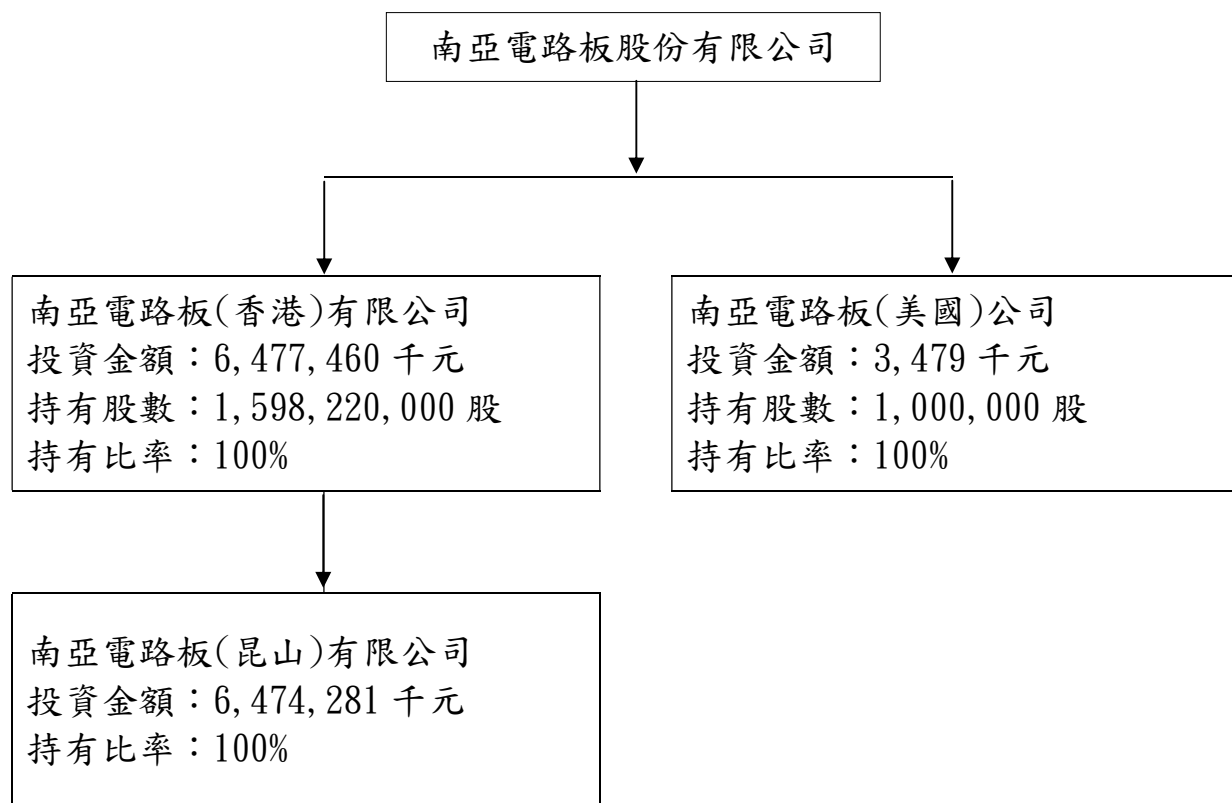 南亞電路板股份有限公司
南亞電路板(香港)有限公司
投資金額：6,477,460 千元
持有股數：1,598,220,000 股
持有比率：100%
南亞電路板(美國)公司
投資金額：3,479 千元
持有股數：1,000,000 股
持有比率：100%
南亞電路板(昆山)有限公司
投資金額：6,474,281 千元
持有比率：100%